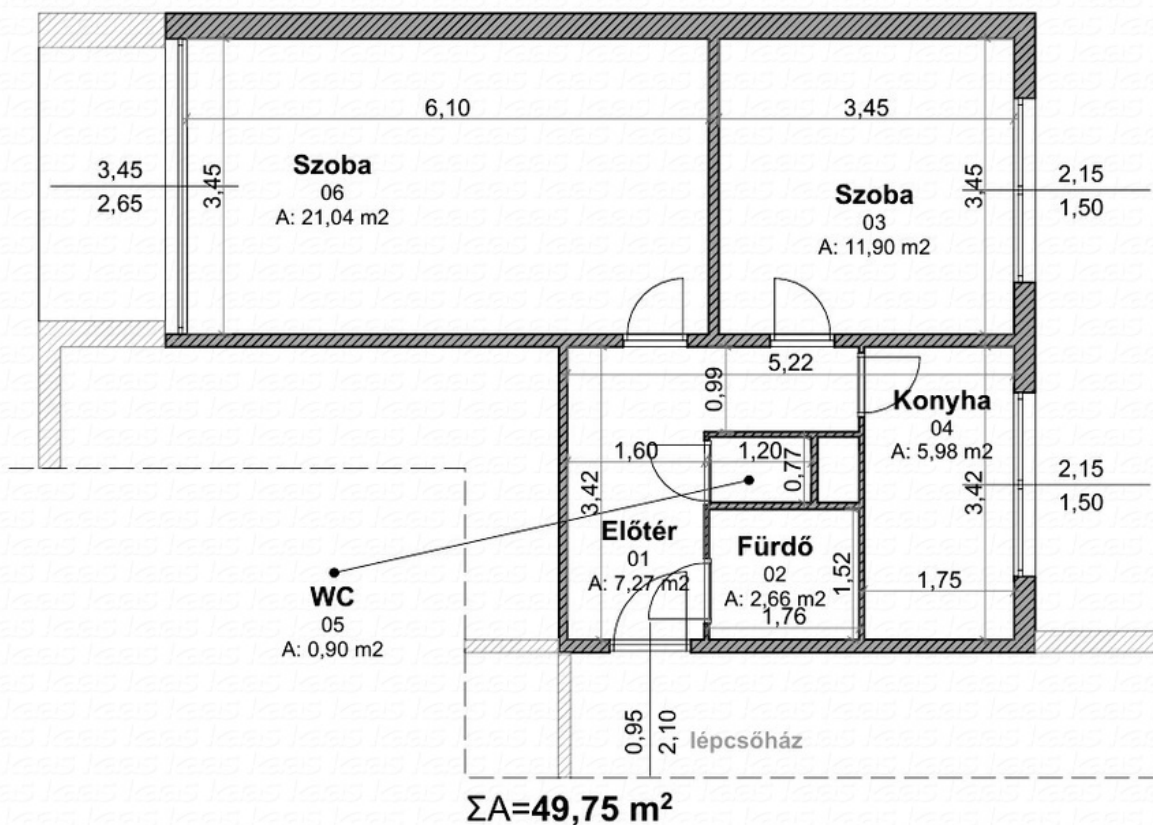 6,10
3,45
3,45
2,65
3,45
Szoba
06
A: 21,04 m2
Szoba
03
A: 11,90 m2
3,45
2,15
1,50
5,22
0,99
Konyha
04
A: 5,98 m2
1,60
1,20
0,77
3,42
3,42
2,15
1,50
Előtér
01
A: 7,27 m2
Fürdő
02
A: 2,66 m2
1,76
1,52
1,75
WC
05
A: 0,90 m2
0,95
2,10
lépcsőház
ΣA=49,75 m²